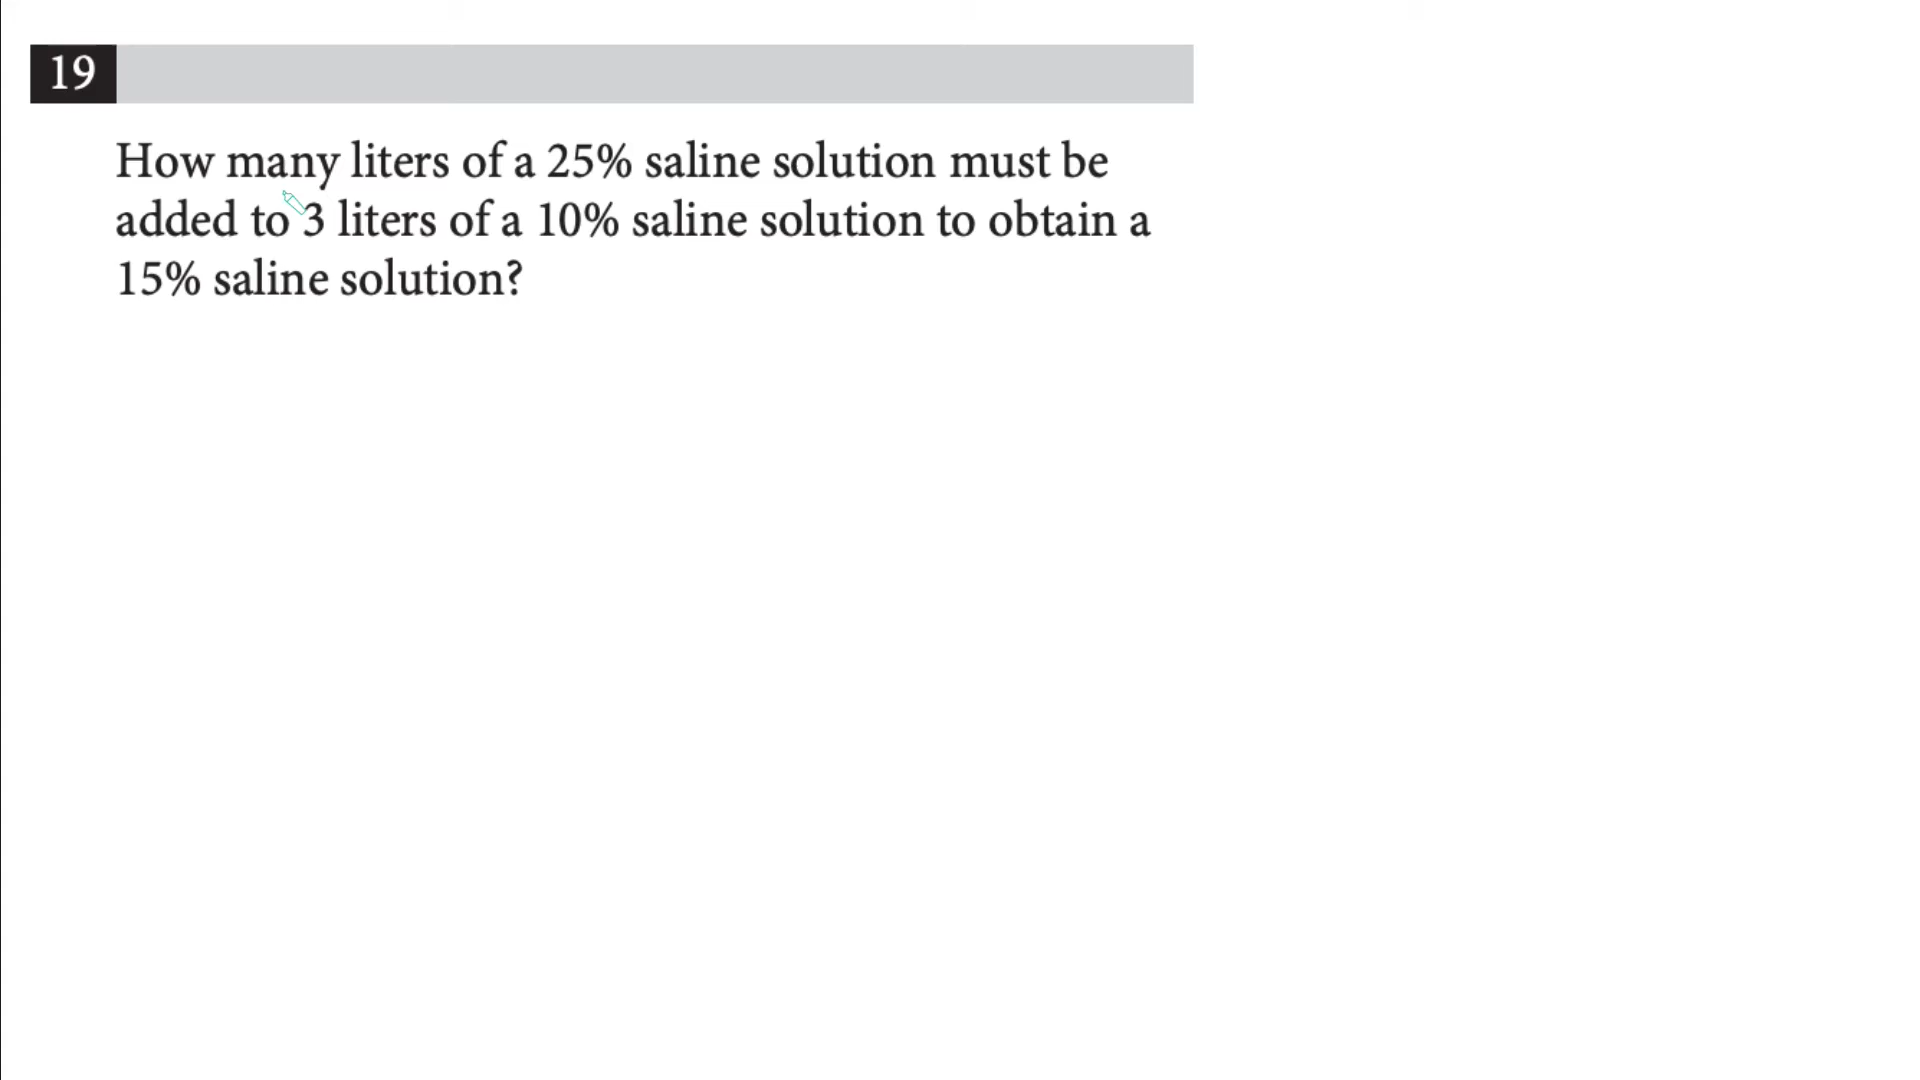 19
How many liters of a 25% saline solution must be
added to 3 liters of a 10% saline solution to obtain a
15% saline solution?